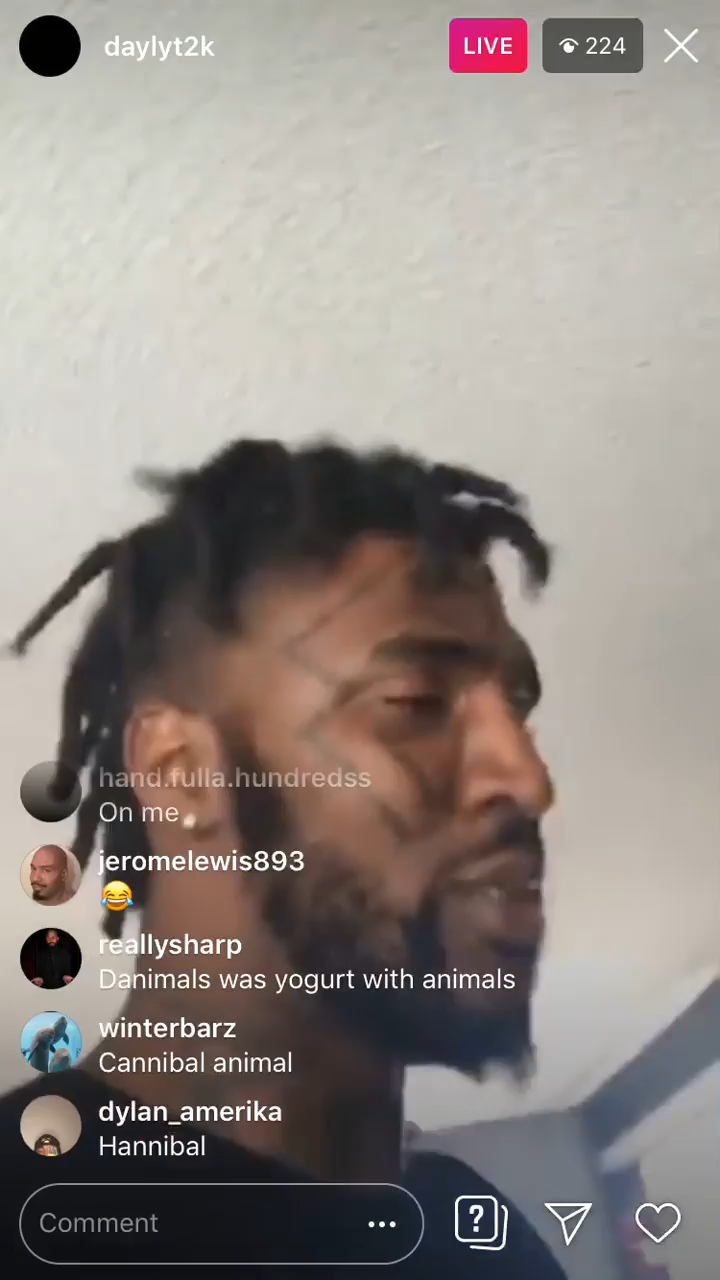 daylyt2k
LIVE
224
hand.fulla.hundredss
On me
jeromelewis893
😂
reallysharp
Danimals was yogurt with animals
winterbarz
Cannibal animal
dylan_amerika
Hannibal
Comment
?